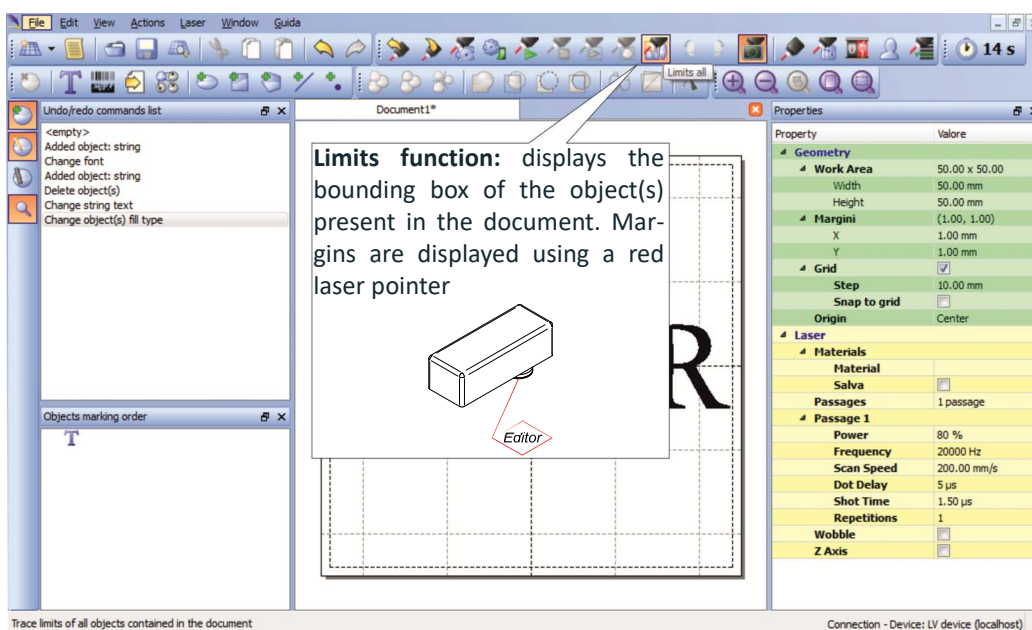 File Edit View Actions Laser Window Guida
14 s
Limits all
Undo/redo commands list
<empty>
Added object: string
Change font
Added object: string
Delete object(s)
Change string text
Change object(s) fill type
Objects marking order
T
Document1*
Limits function: displays the
bounding box of the object(s)
present in the document. Mar-
gins are displayed using a red
laser pointer
Editor
R
Properties
Property Valore
Geometry
Work Area 50.00 x 50.00
Width 50.00 mm
Height 50.00 mm
Margini (1.00, 1.00)
X 1.00 mm
Y 1.00 mm
Grid
Step 10.00 mm
Snap to grid
Origin Center
Laser
Materials
Material
Salva
Passages 1 passage
Passage 1
Power 80 %
Frequency 20000 Hz
Scan Speed 200.00 mm/s
Dot Delay 5 µs
Shot Time 1.50 µs
Repetitions 1
Wobble
Z Axis
Trace limits of all objects contained in the document
Connection - Device: LV device (localhost)